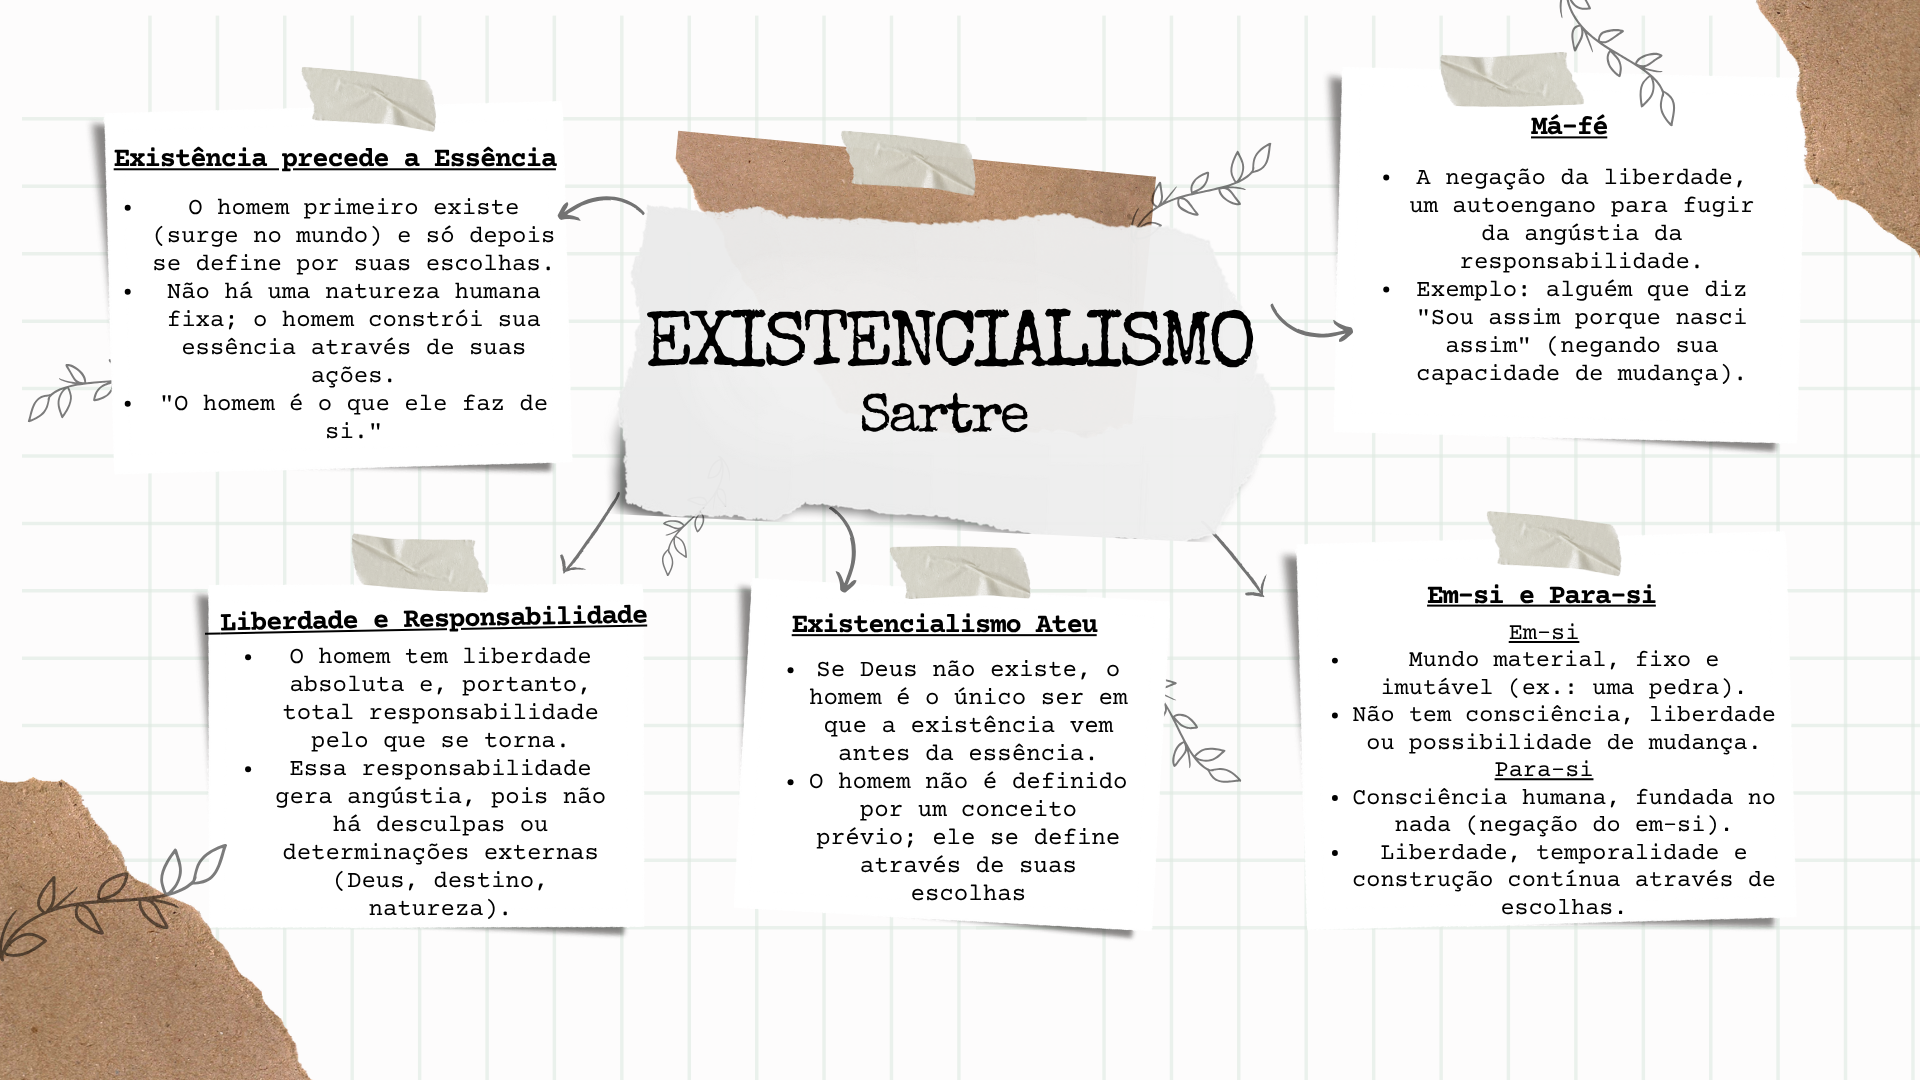 EXISTENCIALISMO
Sartre
Existência precede a Essência
• O homem primeiro existe
(surge no mundo) e só depois
se define por suas escolhas.
• Não há uma natureza humana
fixa; o homem constrói sua
essência através de suas
ações.
• "O homem é o que ele faz de
si."
Má-fé
• A negação da liberdade,
um autoengano para fugir
da angústia da
responsabilidade.
• Exemplo: alguém que diz
"Sou assim porque nasci
assim" (negando sua
capacidade de mudança).
Liberdade e Responsabilidade
• O homem tem liberdade
absoluta e, portanto,
total responsabilidade
pelo que se torna.
• Essa responsabilidade
gera angústia, pois não
há desculpas ou
determinações externas
(Deus, destino,
natureza).
Existencialismo Ateu
• Se Deus não existe, o
homem é o único ser em
que a existência vem
antes da essência.
• O homem não é definido
por um conceito
prévio; ele se define
através de suas
escolhas
Em-si e Para-si
Em-si
• Mundo material, fixo e
imutável (ex.: uma pedra).
• Não tem consciência, liberdade
ou possibilidade de mudança.
Para-si
• Consciência humana, fundada no
nada (negação do em-si).
• Liberdade, temporalidade e
construção contínua através de
escolhas.